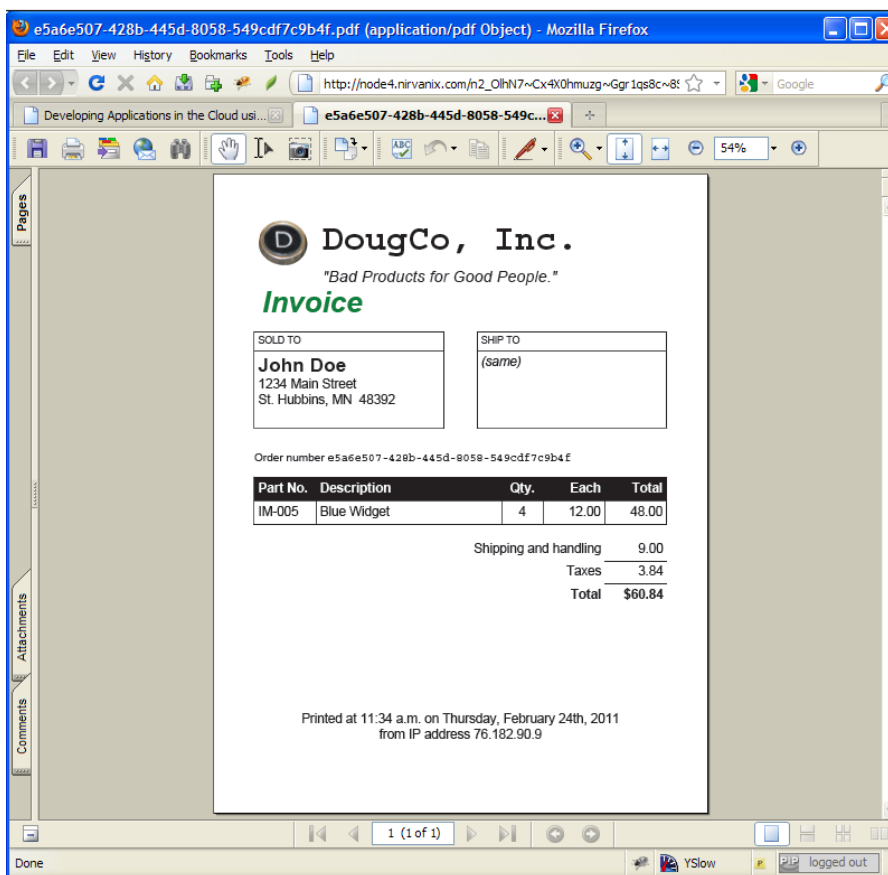 e5a6e507-428b-445d-8058-549cdf7c9b4f.pdf (application/pdf Object) - Mozilla Firefox
File Edit View History Bookmarks Tools Help
http://node4.nirvanix.com/n2_OlhN7~Cx4X0hmuzg~Ggr1qs8c~8 Google
Developing Applications in the Cloud usi... e5a6e507-428b-445d-8058-549c...
ABC 54%
Pages
D DougCo, Inc.
"Bad Products for Good People."
Invoice
SOLD TO SHIP TO
John Doe (same)
1234 Main Street
St. Hubbins, MN 48392
Order number e5a6e507-428b-445d-8058-549cdf7c9b4f
Part No. Description Qty. Each Total
IM-005 Blue Widget 4 12.00 48.00
Shipping and handling 9.00
Taxes 3.84
Total $60.84
Attachments
Comments
Printed at 11:34 a.m. on Thursday, February 24th, 2011
from IP address 76.182.90.9
1 (1 of 1)
Done YSlow P PIP logged out